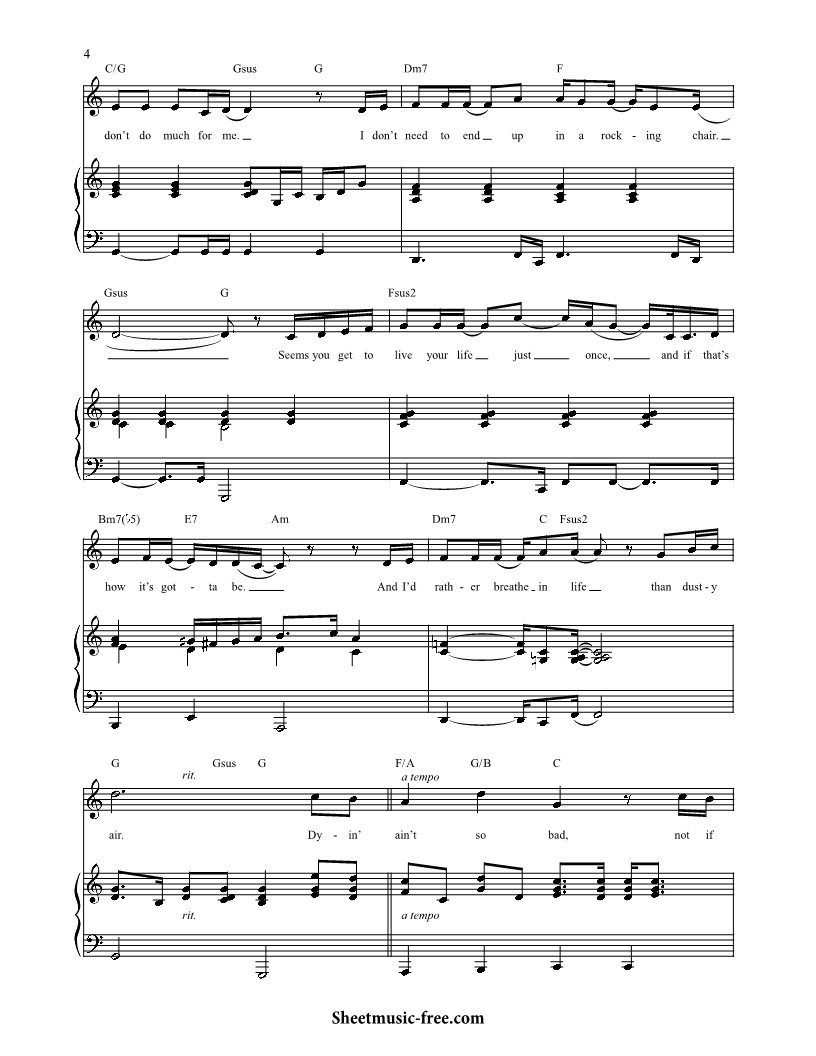 4
C/G Gsus G Dm7 F
don't do much for me. I don't need to end up in a rock - ing chair.
Gsus G Fsus2
Seems you get to live your life just once, and if that's
Bm7(♭5) E7 Am Dm7 C Fsus2
how it's got - ta be. And I'd rath - er breathe in life than dust - y
G Gsus G F/A G/B C
rit. a tempo
air. Dy - in' ain't so bad, not if
rit. a tempo
Sheetmusic-free.com